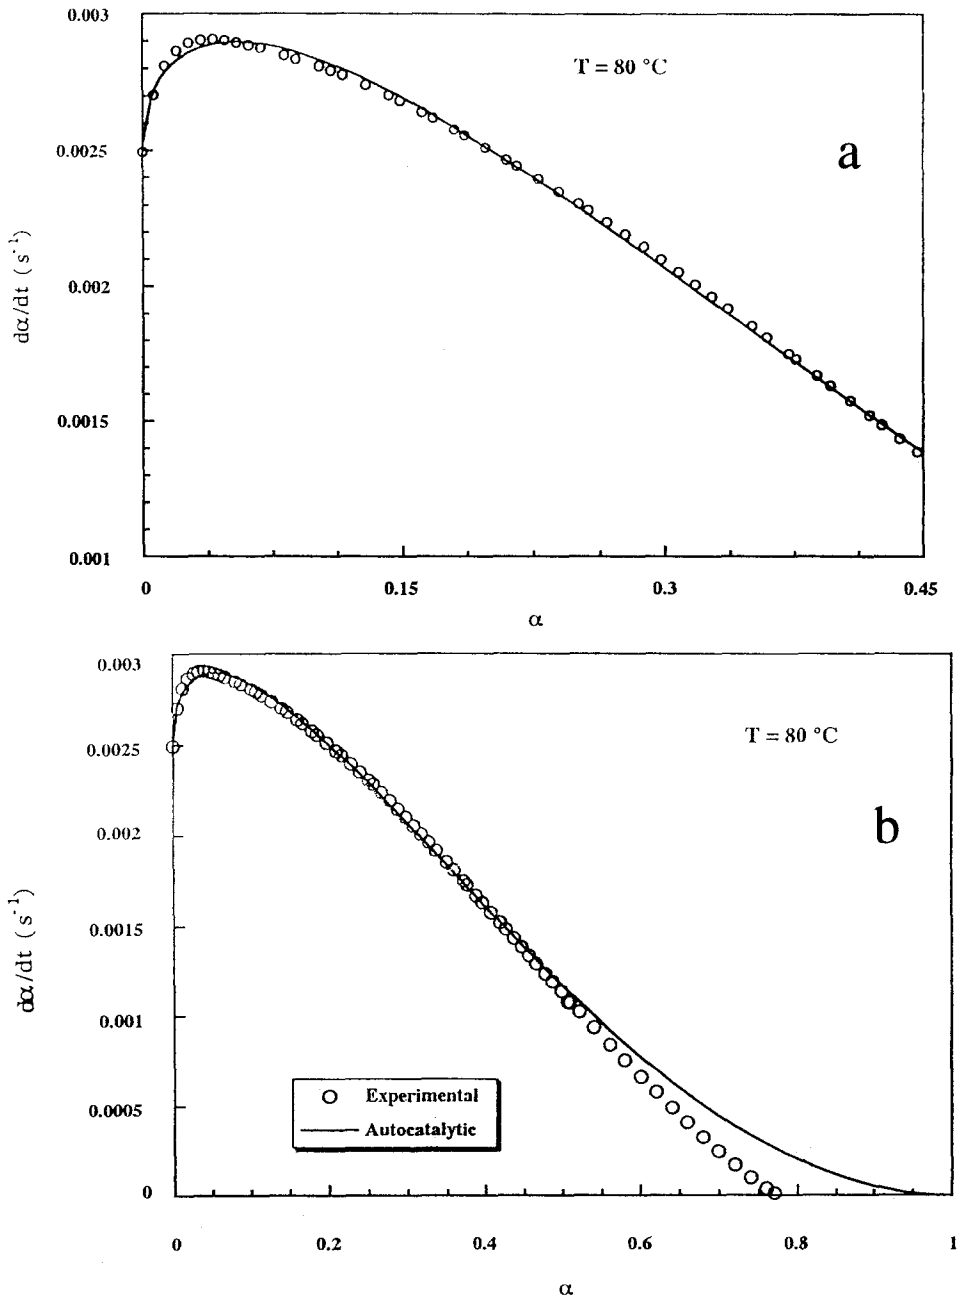 0.003
T = 80 °C
a
0.0025
dα/dt ( s⁻¹)
0.002
0.0015
0.001
0 0.15 0.3 0.45
α
0.003
T = 80 °C
0.0025
b
0.002
dα/dt ( s⁻¹)
0.0015
0.001
Experimental
0.0005
Autocatalytic
0
0 0.2 0.4 0.6 0.8 1
α